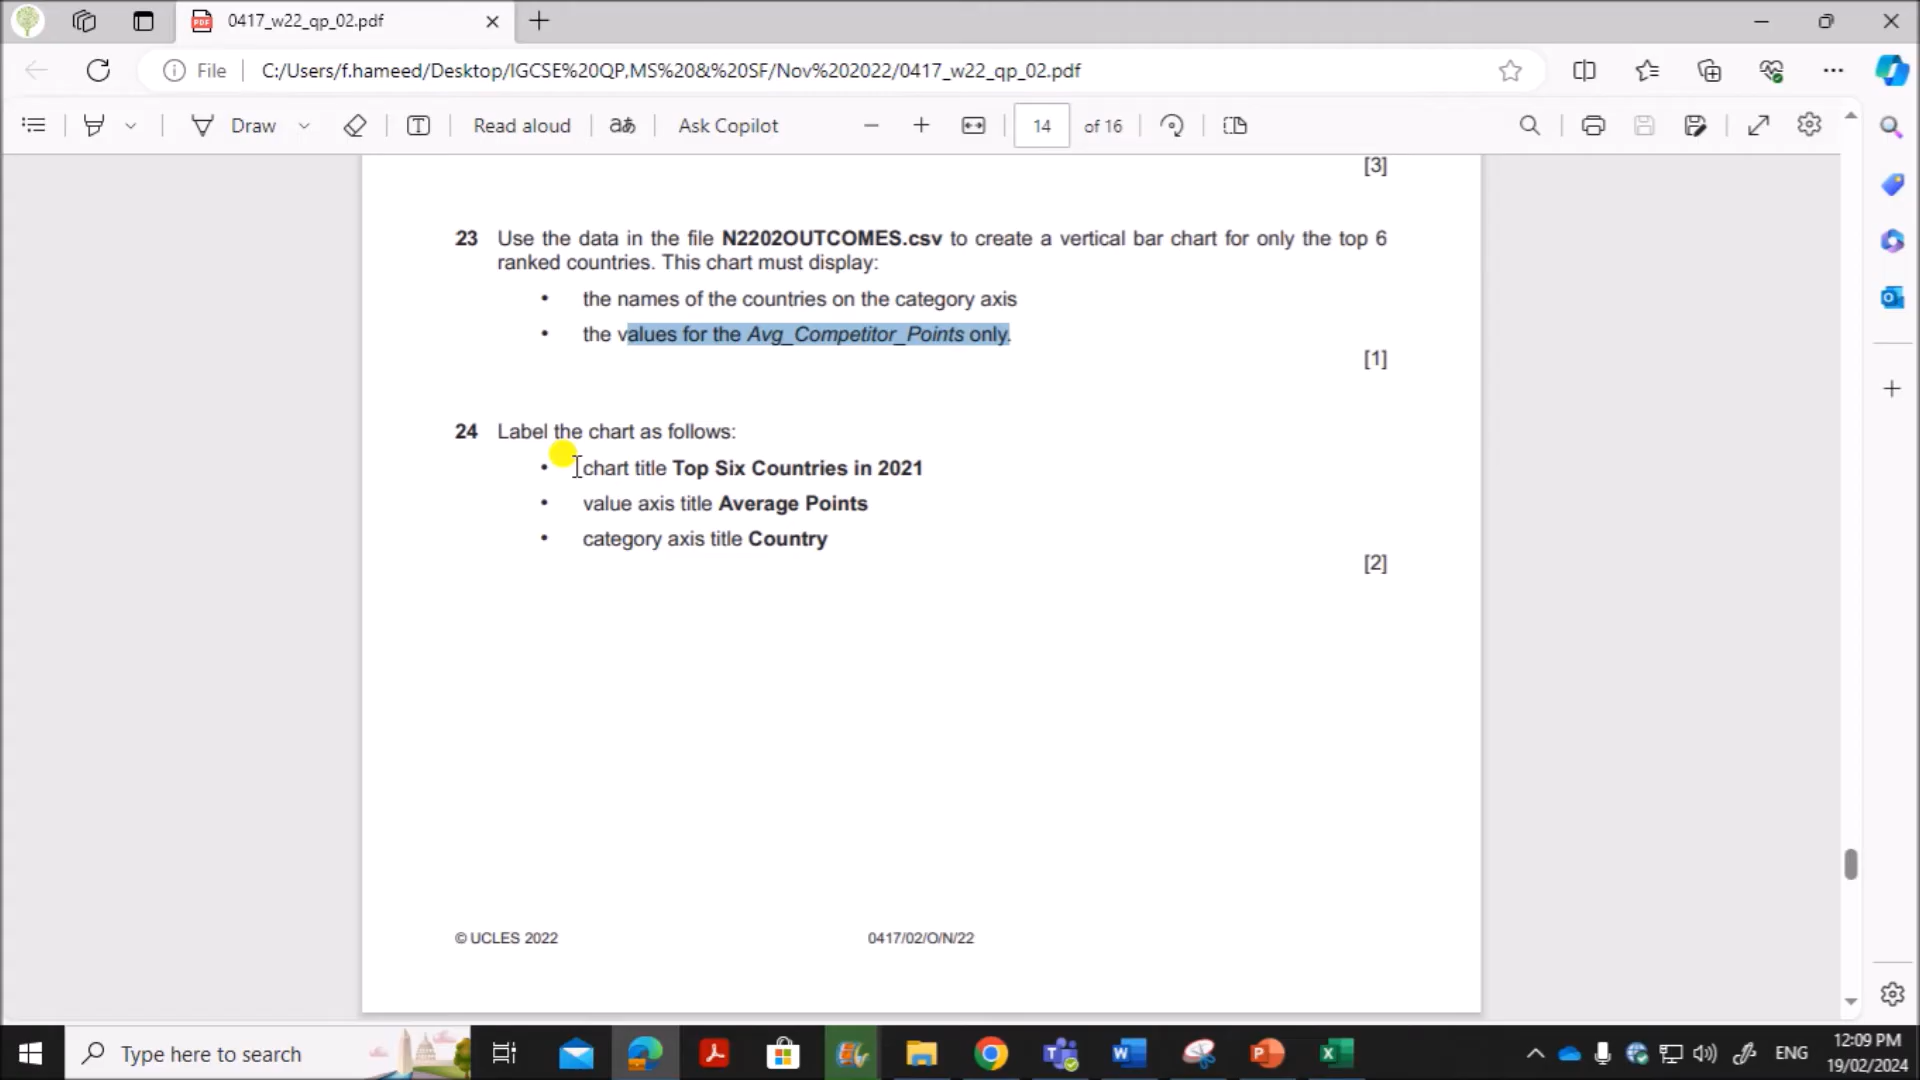 0417_w22_qp_02.pdf
File
C:/Users/f.hameed/Desktop/IGCSE%20QP,MS%20&%20SF/Nov%202022/0417_w22_qp_02.pdf
Draw
Read aloud
Ask Copilot
14 of 16
[3]
23 Use the data in the file N2202OUTCOMES.csv to create a vertical bar chart for only the top 6
ranked countries. This chart must display:
• the names of the countries on the category axis
• the values for the Avg_Competitor_Points only.
[1]
24 Label the chart as follows:
• chart title Top Six Countries in 2021
• value axis title Average Points
• category axis title Country
[2]
© UCLES 2022
0417/02/O/N/22
Type here to search
ENG
12:09 PM
19/02/2024